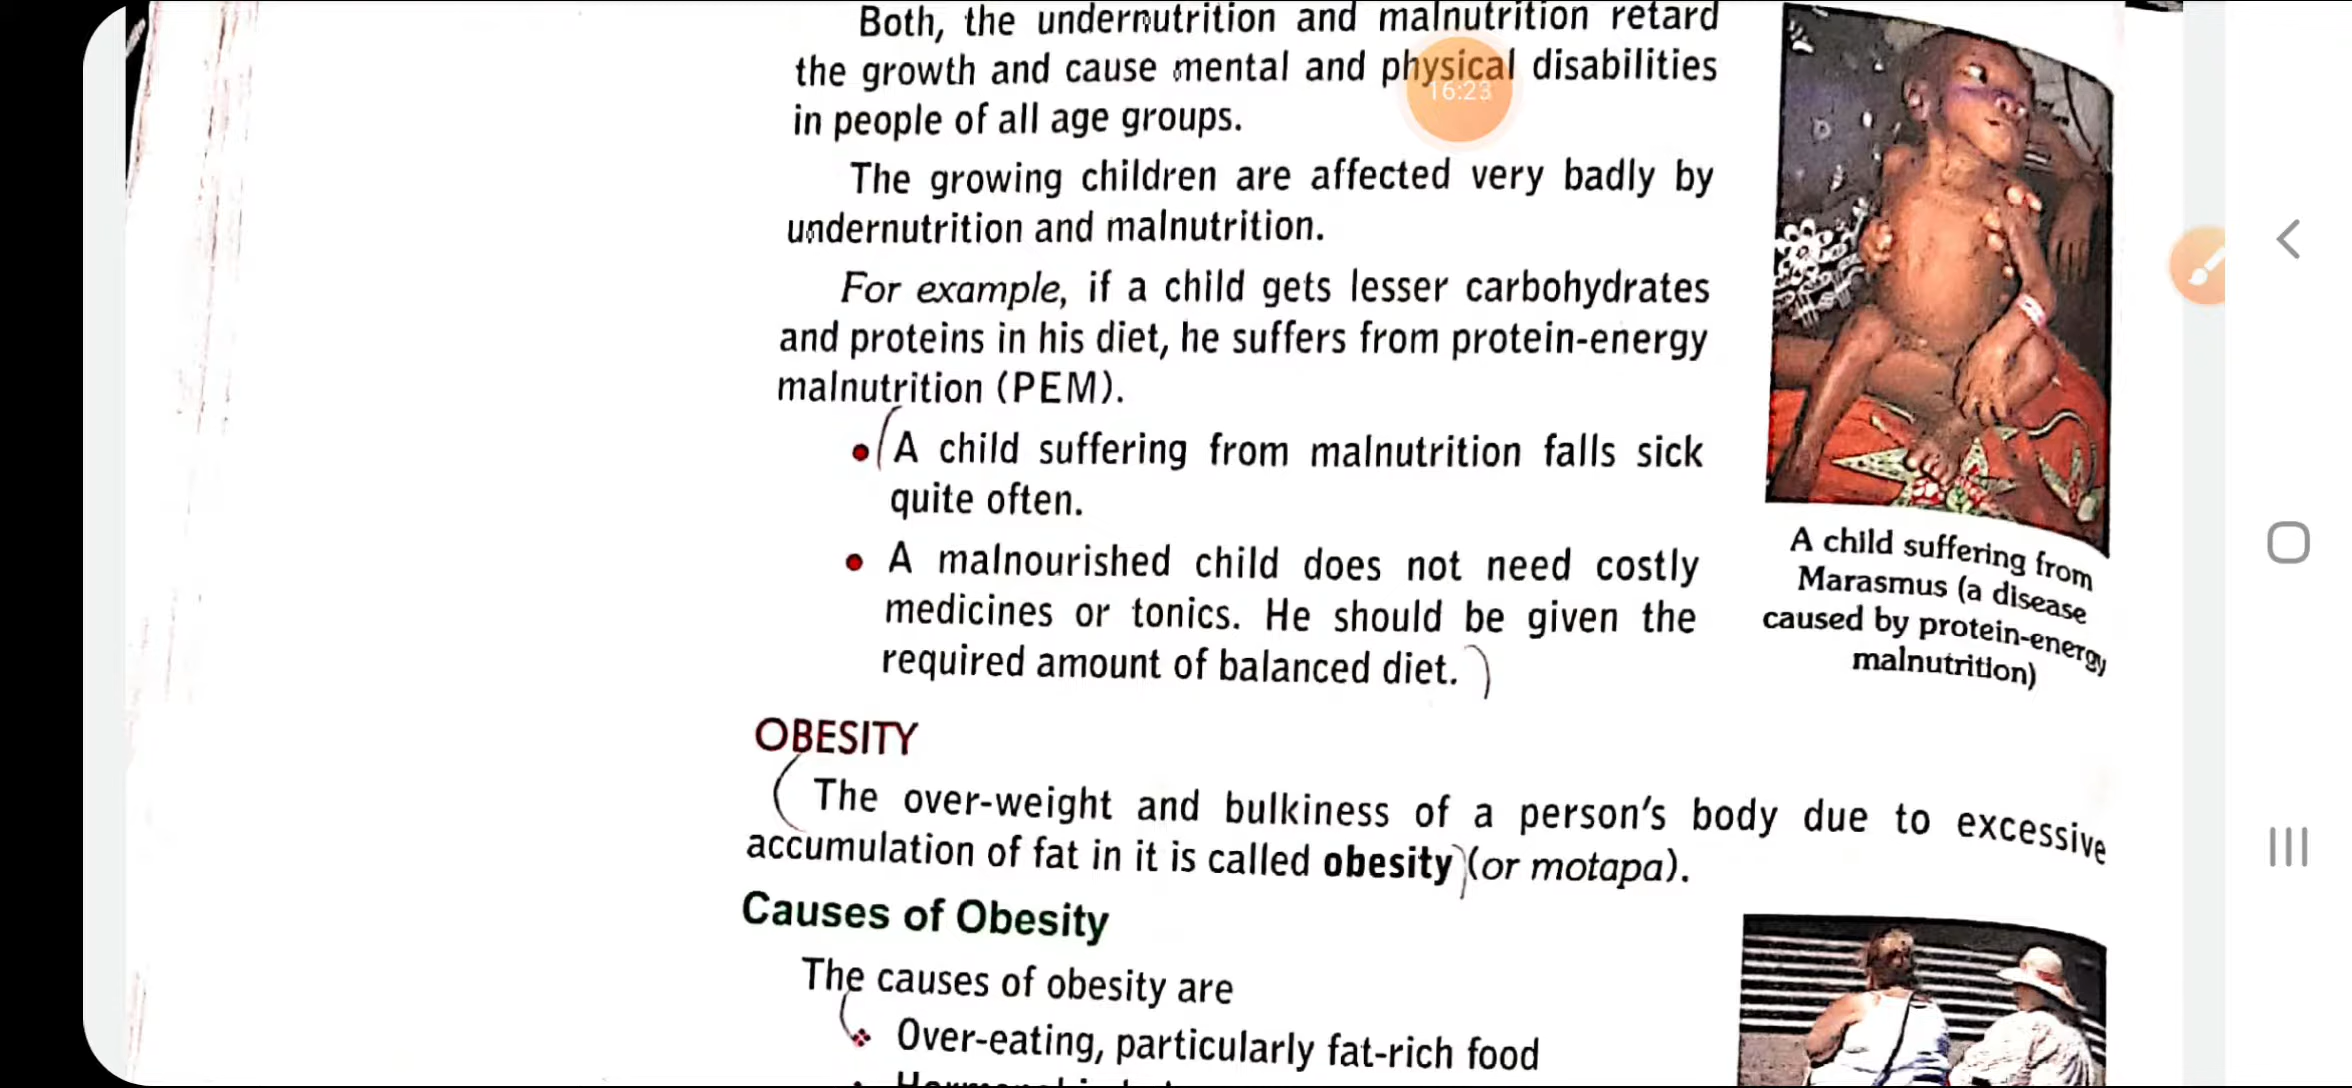 Both, the undernutrition and malnutrition retard
the growth and cause mental and physical disabilities
in people of all age groups.
16:23
The growing children are affected very badly by
undernutrition and malnutrition.
For example, if a child gets lesser carbohydrates
and proteins in his diet, he suffers from protein-energy
malnutrition (PEM).
• A child suffering from malnutrition falls sick
quite often.
• A malnourished child does not need costly
medicines or tonics. He should be given the
required amount of balanced diet.
A child suffering from
Marasmus (a disease
caused by protein-energy
malnutrition)
OBESITY
The over-weight and bulkiness of a person's body due to excessive
accumulation of fat in it is called obesity (or motapa).
Causes of Obesity
The causes of obesity are
Over-eating, particularly fat-rich food